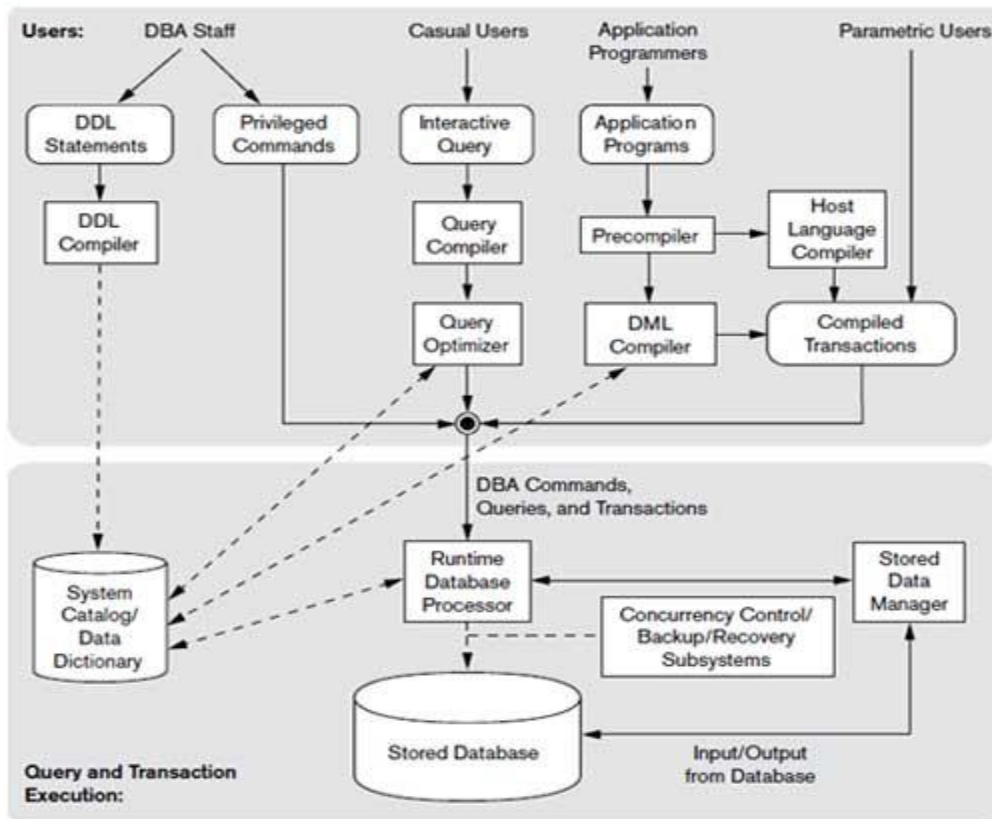 Users:
DBA Staff
Casual Users
Application
Programmers
Parametric Users
DDL
Statements
Privileged
Commands
Interactive
Query
Application
Programs
DDL
Compiler
Query
Compiler
Precompiler
Host
Language
Compiler
Query
Optimizer
DML
Compiler
Compiled
Transactions
DBA Commands,
Queries, and Transactions
System
Catalog/
Data
Dictionary
Runtime
Database
Processor
Stored
Data
Manager
Concurrency Control/
Backup/Recovery
Subsystems
Stored Database
Input/Output
from Database
Query and Transaction
Execution: